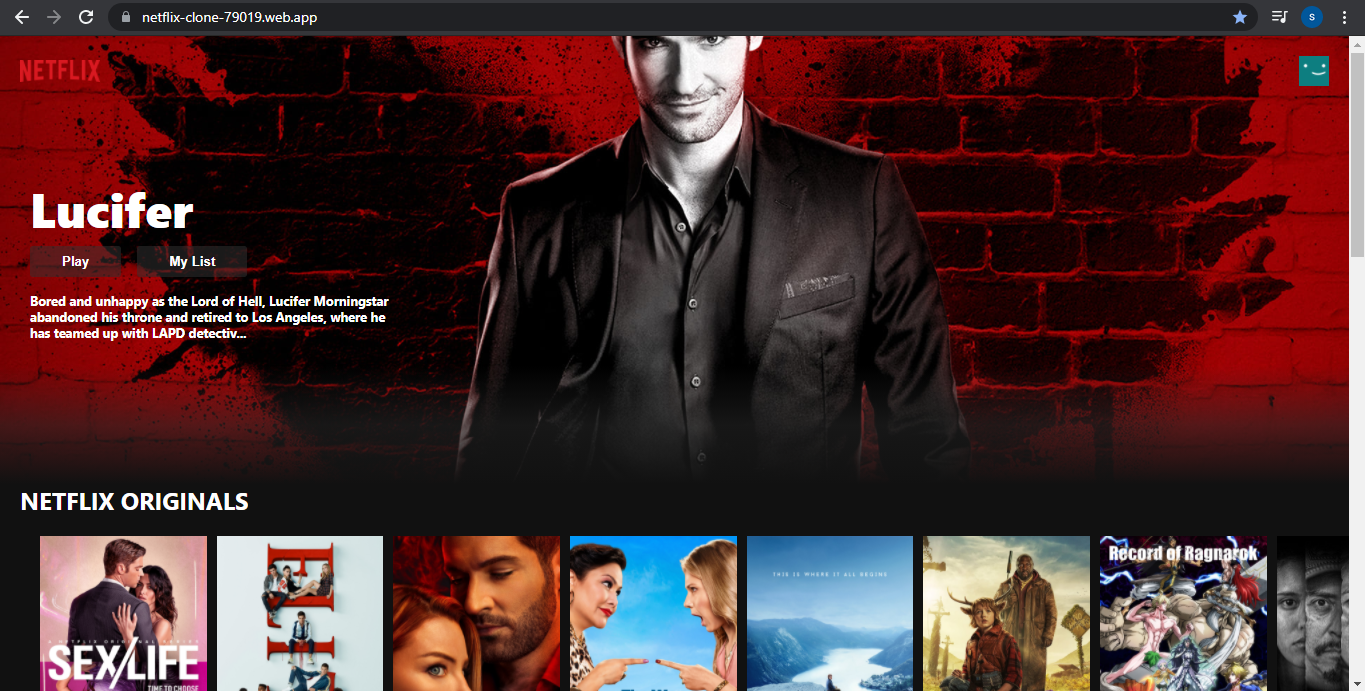 netflix-clone-79019.web.app
S
NETFLIX
Lucifer
Play
My List
Bored and unhappy as the Lord of Hell, Lucifer Morningstar
abandoned his throne and retired to Los Angeles, where he
has teamed up with LAPD detectiv...
NETFLIX ORIGINALS
A NETFLIX ORIGINAL SERIES
SEX/LIFE
TIME TO CHOOSE
THIS IS WHERE IT ALL BEGINS
Record of Ragnarok